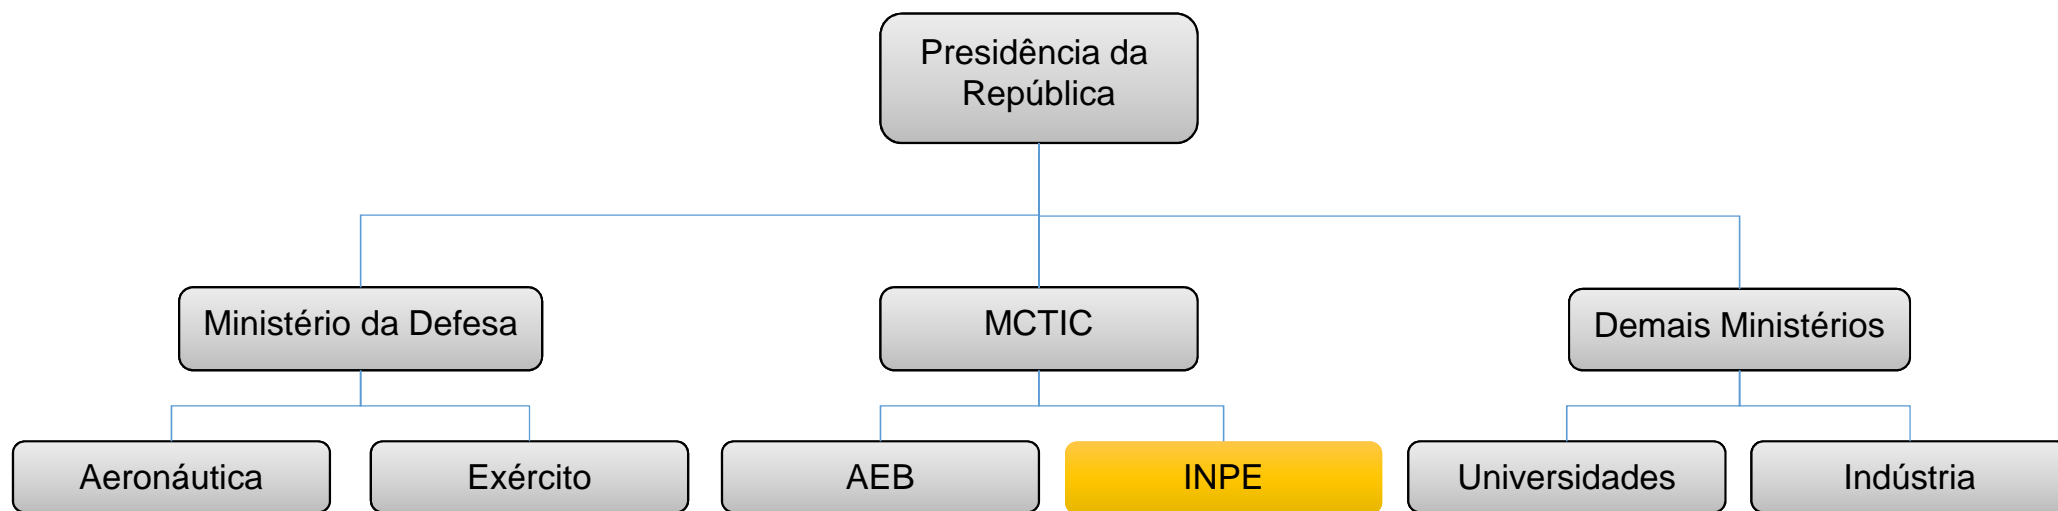 Presidência da
República
Ministério da Defesa
MCTIC
Demais Ministérios
Aeronáutica
Exército
AEB
INPE
Universidades
Indústria